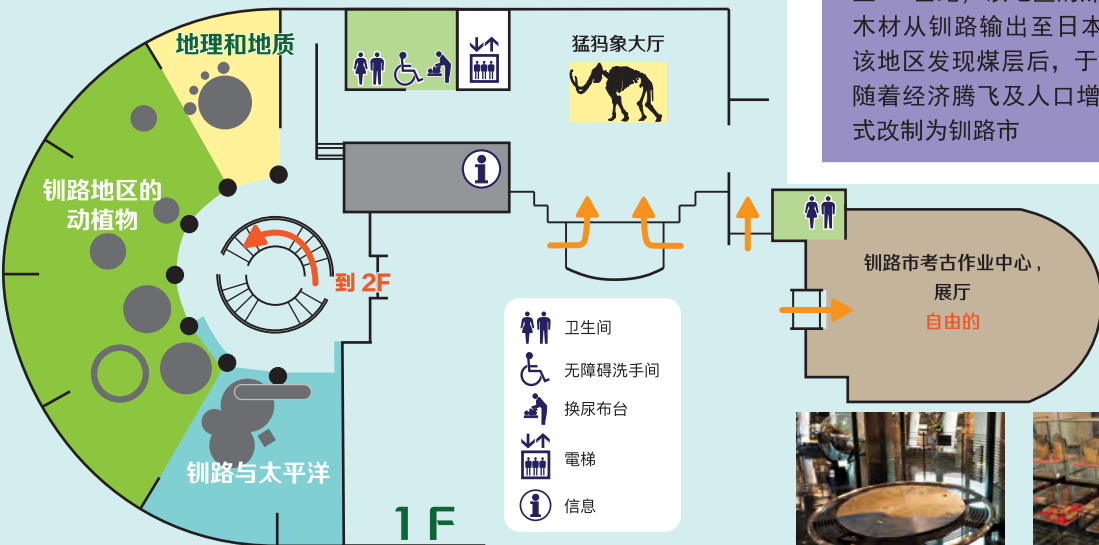 木材从钏路输出至日本
该地区发现煤层后，于
随着经济腾飞及人口增
式改制为钏路市
地理和地质
猛犸象大厅
钏路地区的
动植物
到 2F
钏路市考古作业中心，
展厅
自由的
卫生间
无障碍洗手间
换尿布台
電梯
信息
钏路与太平洋
1F